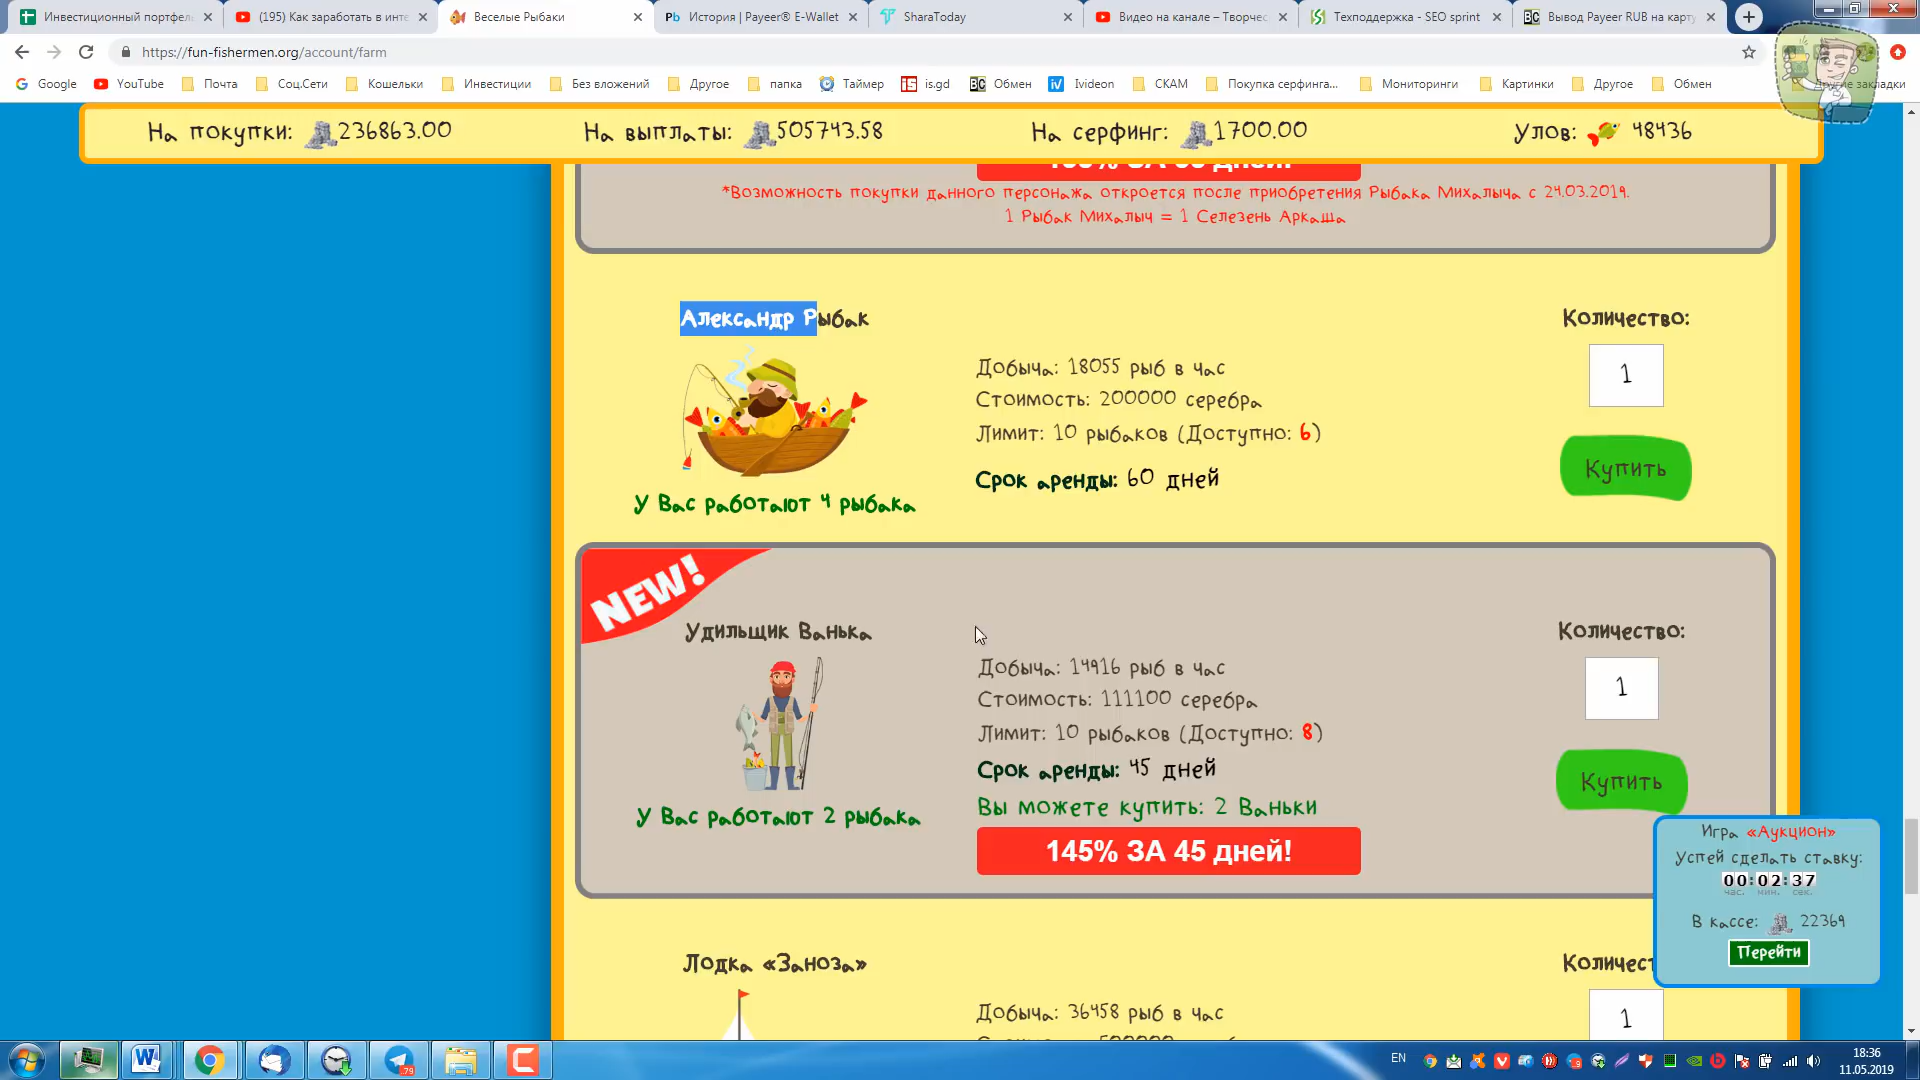 Инвестиционный портфел
(195) Как заработать в инте
Веселые Рыбаки
История | Payeer® E-Wallet
SharaToday
Видео на канале – Творчес
Техподдержка - SEO sprint
Вывод Payeer RUB на карту
https://fun-fishermen.org/account/farm
Google
YouTube
Почта
Соц.Сети
Кошельки
Инвестиции
Без вложений
Другое
папка
Таймер
is.gd
Обмен
Ivideon
СКАМ
Покупка серфинга...
Мониторинги
Картинки
Другое
Обмен
Другие закладки
На покупки: 236863.00
На выплаты: 505743.58
На серфинг: 1700.00
Улов: 48436
*Возможность покупки данного персонажа откроется после приобретения Рыбака Михалыча с 24.03.2019.
1 Рыбак Михалыч = 1 Селезень Аркаша
Александр Рыбак
Количество:
Добыча: 18055 рыб в час
1
Стоимость: 200000 серебра
Лимит: 10 рыбаков (Доступно: 6)
Купить
Срок аренды: 60 дней
У Вас работают 4 рыбака
NEW!
Удильщик Ванька
Количество:
Добыча: 14916 рыб в час
1
Стоимость: 111100 серебра
Лимит: 10 рыбаков (Доступно: 8)
Срок аренды: 45 дней
Купить
Вы можете купить: 2 Ваньки
У Вас работают 2 рыбака
145% ЗА 45 дней!
Игра «Аукцион»
Успей сделать ставку:
00:02:37
час. мин. сек.
В кассе: 22369
Перейти
Лодка «Заноза»
Количест
Добыча: 36458 рыб в час
1
EN
79
18:36
11.05.2019